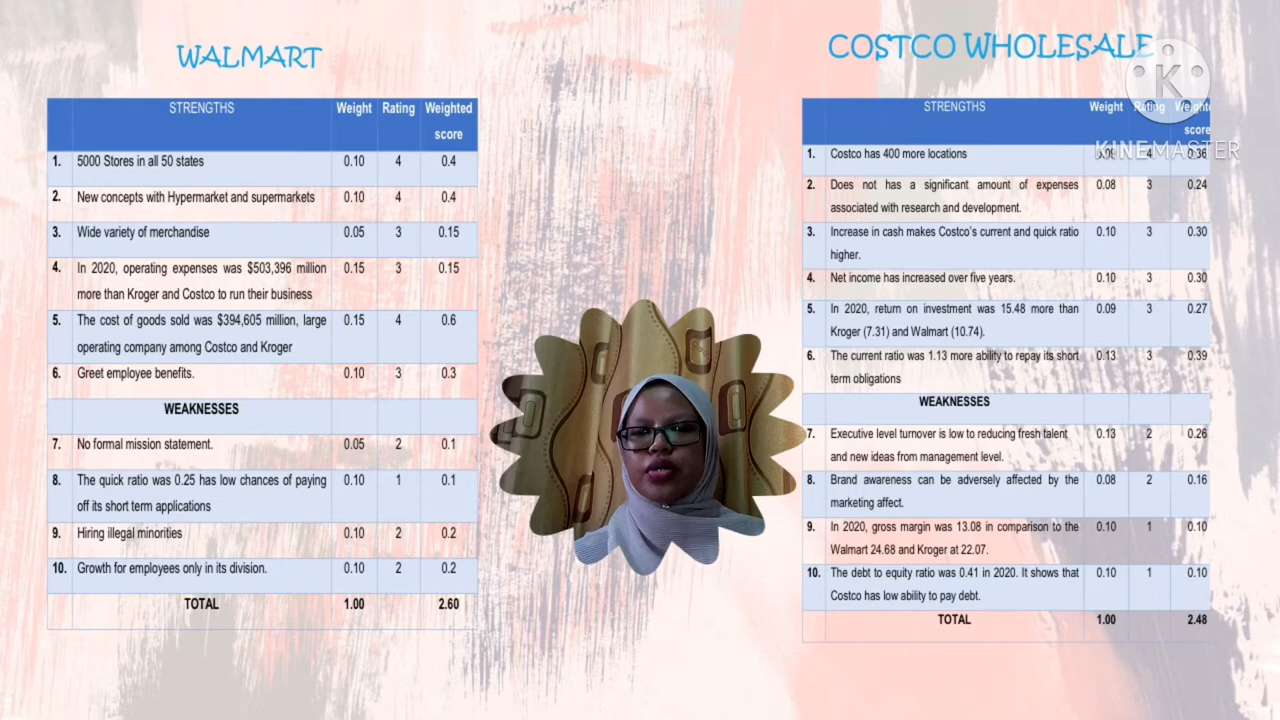 WALMART
STRENGTHS Weight Rating Weighted
score
1. 5000 Stores in all 50 states 0.10 4 0.4
2. New concepts with Hypermarket and supermarkets 0.10 4 0.4
3. Wide variety of merchandise 0.05 3 0.15
4. In 2020, operating expenses was $503,396 million 0.15 3 0.15
more than Kroger and Costco to run their business
5. The cost of goods sold was $394,605 million, large 0.15 4 0.6
operating company among Costco and Kroger
6. Greet employee benefits. 0.10 3 0.3
WEAKNESSES
7. No formal mission statement. 0.05 2 0.1
8. The quick ratio was 0.25 has low chances of paying 0.10 1 0.1
off its short term applications
9. Hiring illegal minorities 0.10 2 0.2
10. Growth for employees only in its division. 0.10 2 0.2
TOTAL 1.00 2.60
COSTCO WHOLESALE
STRENGTHS Weight Rating Weighte
score
1. Costco has 400 more locations 0.09 4 0.36
2. Does not has a significant amount of expenses 0.08 3 0.24
associated with research and development.
3. Increase in cash makes Costco's current and quick ratio 0.10 3 0.30
higher.
4. Net income has increased over five years. 0.10 3 0.30
5. In 2020, return on investment was 15.48 more than 0.09 3 0.27
Kroger (7.31) and Walmart (10.74).
6. The current ratio was 1.13 more ability to repay its short 0.13 3 0.39
term obligations
WEAKNESSES
7. Executive level turnover is low to reducing fresh talent 0.13 2 0.26
and new ideas from management level.
8. Brand awareness can be adversely affected by the 0.08 2 0.16
marketing affect.
9. In 2020, gross margin was 13.08 in comparison to the 0.10 1 0.10
Walmart 24.68 and Kroger at 22.07.
10. The debt to equity ratio was 0.41 in 2020. It shows that 0.10 1 0.10
Costco has low ability to pay debt.
TOTAL 1.00 2.48
K
KINEMASTER